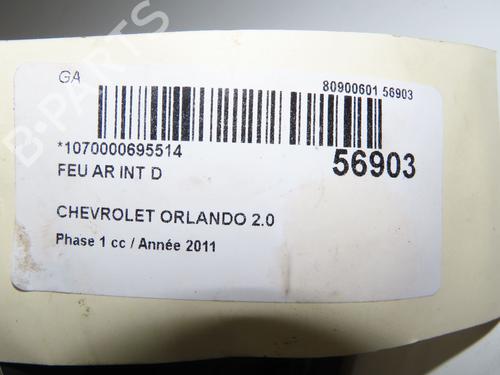 B-PARTS
GA
80900601 56903
*1070000695514
56903
FEU AR INT D
CHEVROLET ORLANDO 2.0
Phase 1 cc / Année 2011